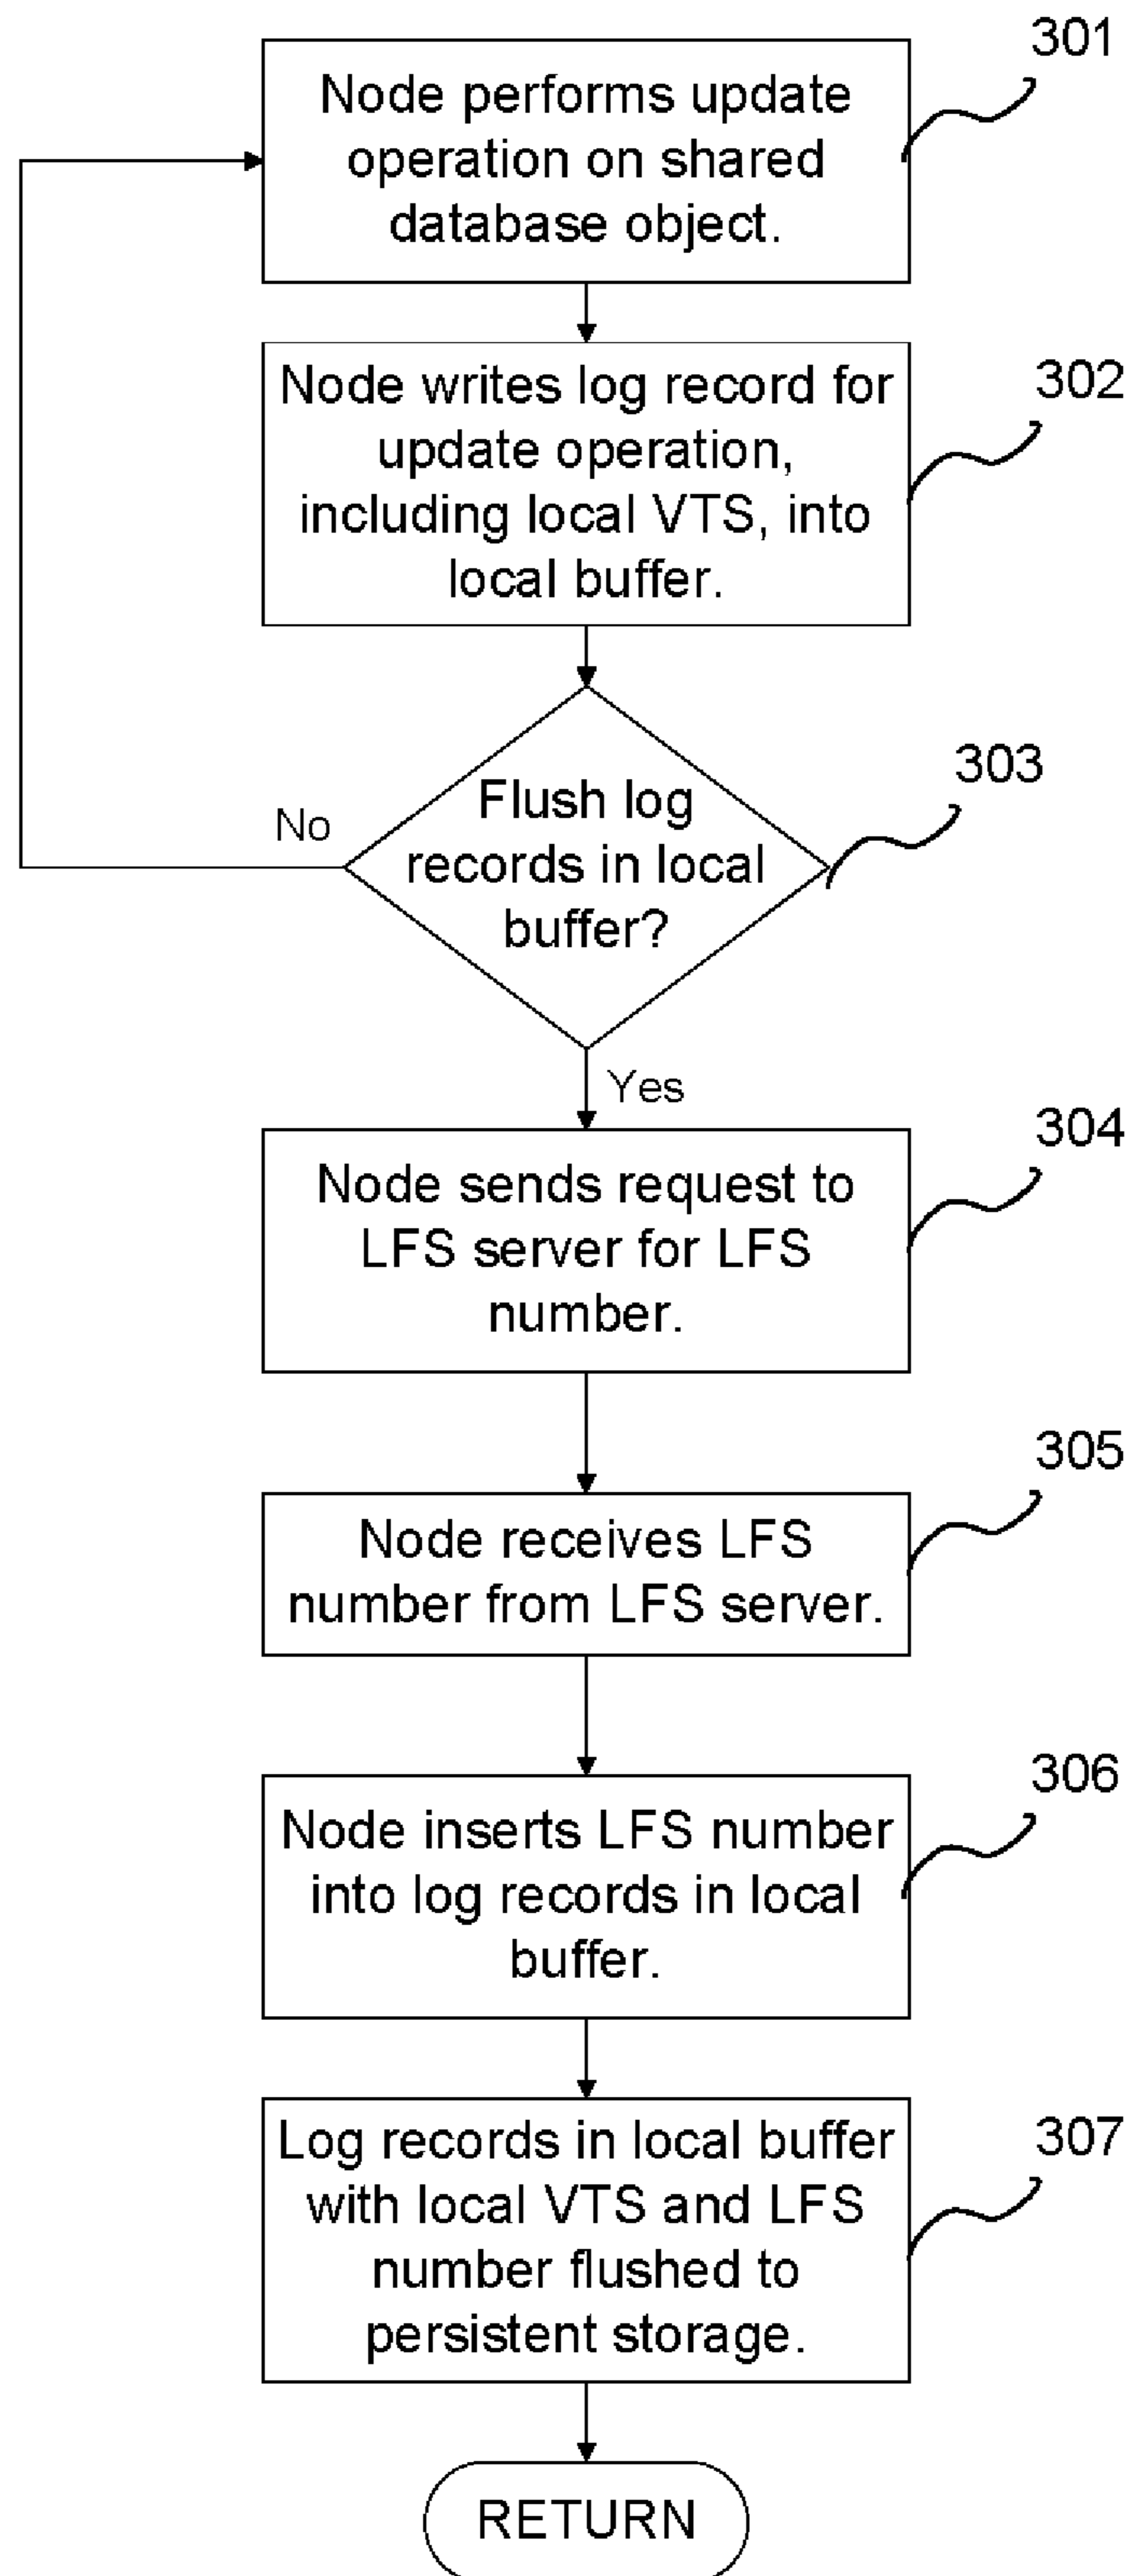 301
Node performs update
operation on shared
database object.
302
Node writes log record for
update operation,
including local VTS, into
local buffer.
303
Flush log
records in local
buffer?
No
Yes
304
Node sends request to
LFS server for LFS
number.
305
Node receives LFS
number from LFS server.
306
Node inserts LFS number
into log records in local
buffer.
307
Log records in local buffer
with local VTS and LFS
number flushed to
persistent storage.
RETURN